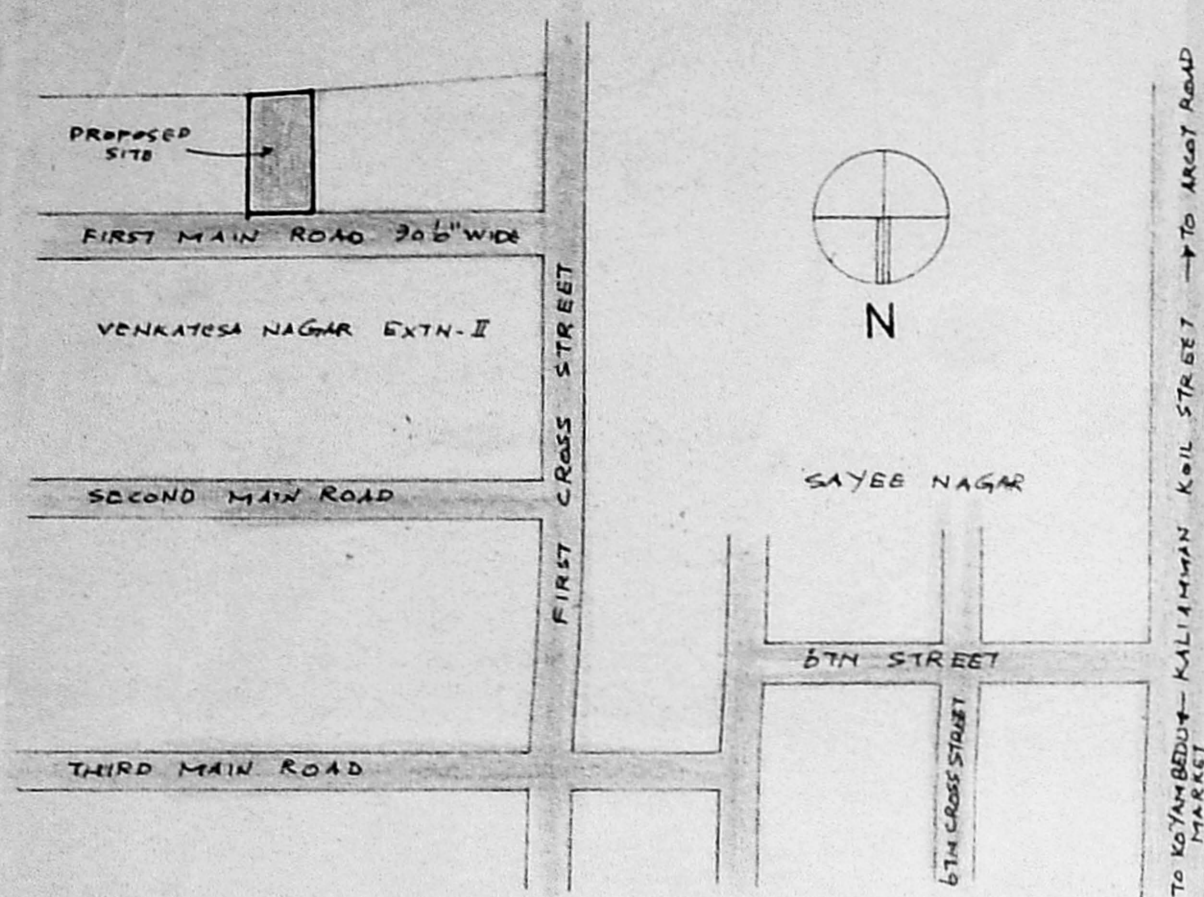 PROPOSED
SITE
FIRST MAIN ROAD 30'6" WIDE
VENKATESA NAGAR EXTN-II
SECOND MAIN ROAD
THIRD MAIN ROAD
FIRST CROSS STREET
N
SAYEE NAGAR
6TH STREET
6TH CROSS STREET
TO KOYAMBEDU ← KALIAMMAN KOIL STREET → TO ARCOT ROAD
MARKET